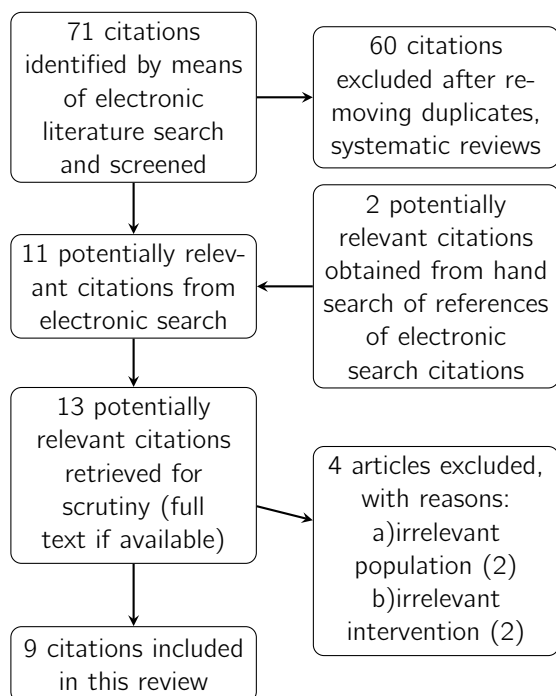 71 citations
identified by means
of electronic
literature search
and screened
60 citations
excluded after re-
moving duplicates,
systematic reviews
11 potentially relev-
ant citations from
electronic search
2 potentially
relevant citations
obtained from hand
search of references
of electronic
search citations
13 potentially
relevant citations
retrieved for
scrutiny (full
text if available)
4 articles excluded,
with reasons:
a)irrelevant
population (2)
b)irrelevant
intervention (2)
9 citations included
in this review